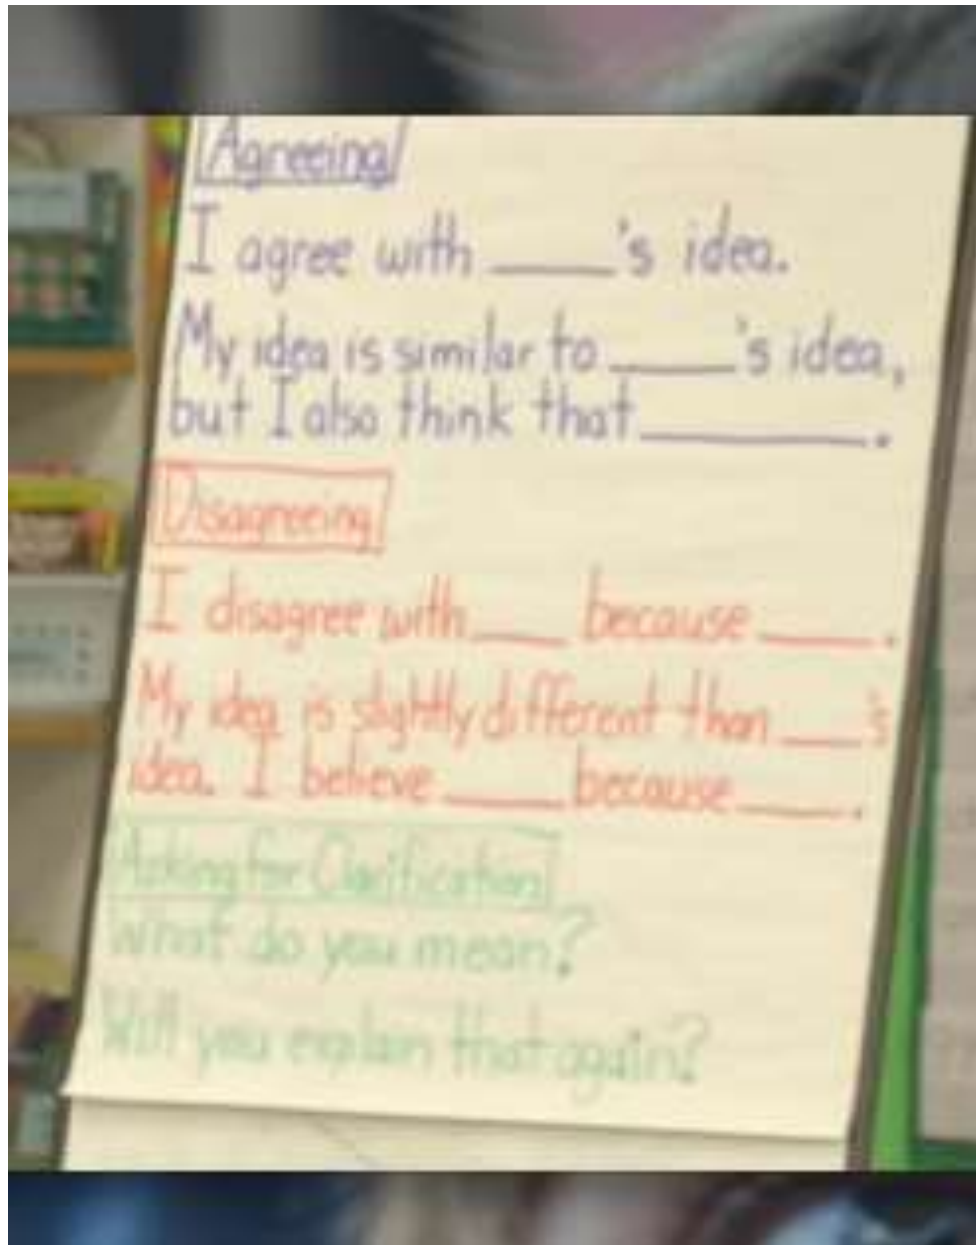 Agreeing
I agree with ____'s idea.
My idea is similar to ____'s idea,
but I also think that ________.
Disagreeing
I disagree with ____ because ____.
My idea is slightly different than ____'s
idea. I believe ____ because ____.
Asking for Clarification
What do you mean?
Will you explain that again?